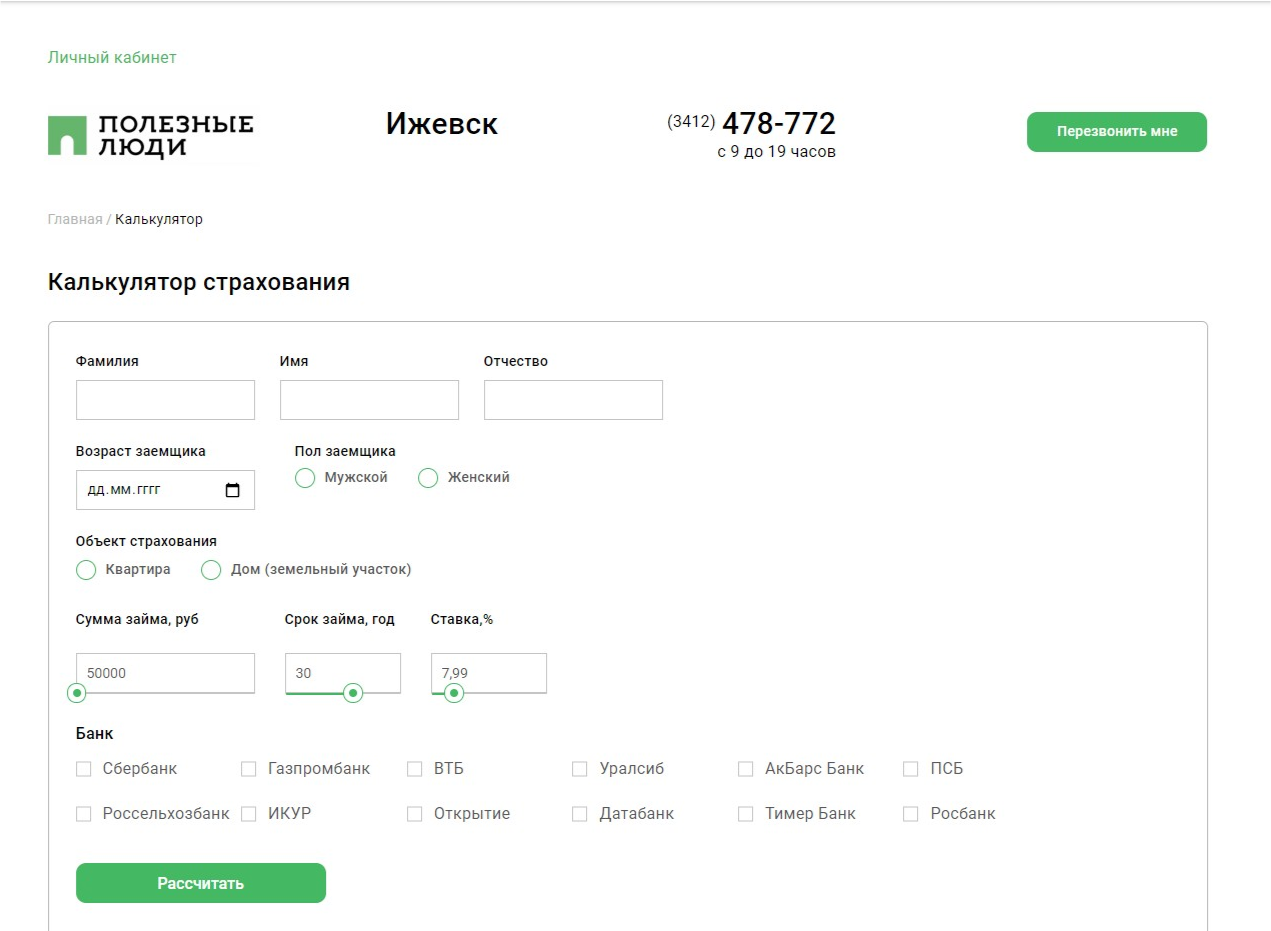 Личный кабинет
ПОЛЕЗНЫЕ
ЛЮДИ
Ижевск
(3412) 478-772
с 9 до 19 часов
Перезвонить мне
Главная / Калькулятор
Калькулятор страхования
Фамилия Имя Отчество
Возраст заемщика Пол заемщика
дд.мм.гггг Мужской Женский
Объект страхования
Квартира Дом (земельный участок)
Сумма займа, руб Срок займа, год Ставка,%
50000 30 7,99
Банк
Сбербанк Газпромбанк ВТБ Уралсиб АкБарс Банк ПСБ
Россельхозбанк ИКУР Открытие Датабанк Тимер Банк Росбанк
Рассчитать